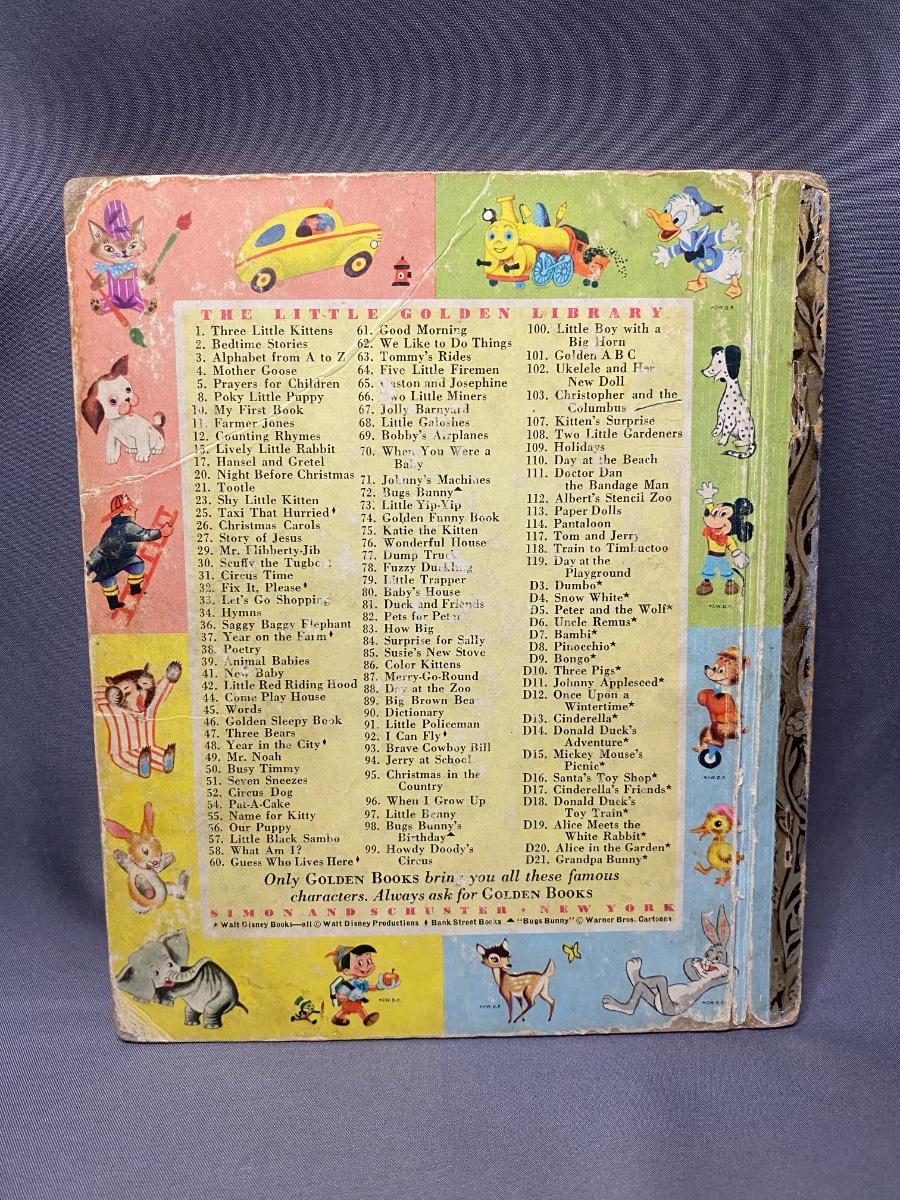 THE LITTLE GOLDEN LIBRARY
1. Three Little Kittens
2. Bedtime Stories
3. Alphabet from A to Z
4. Mother Goose
5. Prayers for Children
8. Poky Little Puppy
10. My First Book
11. Farmer Jones
12. Counting Rhymes
15. Lively Little Rabbit
17. Hansel and Gretel
20. Night Before Christmas
21. Tootle
23. Shy Little Kitten
25. Taxi That Hurried♦
26. Christmas Carols
27. Story of Jesus
29. Mr. Flibberty-Jib
30. Scuffy the Tugboat
31. Circus Time
32. Fix It, Please♦
33. Let's Go Shopping
34. Hymns
36. Saggy Baggy Elephant
37. Year on the Farm♦
38. Poetry
39. Animal Babies
41. New Baby
42. Little Red Riding Hood
44. Come Play House
45. Words
46. Golden Sleepy Book
47. Three Bears
48. Year in the City♦
49. Mr. Noah
50. Busy Timmy
51. Seven Sneezes
52. Circus Dog
54. Pat-A-Cake
55. Name for Kitty
56. Our Puppy
57. Little Black Sambo
58. What Am I?
60. Guess Who Lives Here♦
61. Good Morning
62. We Like to Do Things
63. Tommy's Rides
64. Five Little Firemen
65. Gaston and Josephine
66. Two Little Miners
67. Jolly Barnyard
68. Little Galoshes
69. Bobby's Airplanes
70. When You Were a
Baby
71. Johnny's Machines
72. Bugs Bunny▲
73. Little Yip-Yip
74. Golden Funny Book
75. Katie the Kitten
76. Wonderful House
77. Dump Truck
78. Fuzzy Duckling
79. Little Trapper
80. Baby's House
81. Duck and Friends
82. Pets for Peter
83. How Big
84. Surprise for Sally
85. Susie's New Stove
86. Color Kittens
87. Merry-Go-Round
88. Day at the Zoo
89. Big Brown Bear
90. Dictionary
91. Little Policeman
92. I Can Fly♦
93. Brave Cowboy Bill
94. Jerry at School
95. Christmas in the
Country
96. When I Grow Up
97. Little Benny
98. Bugs Bunny's
Birthday▲
99. Howdy Doody's
Circus
100. Little Boy with a
Big Horn
101. Golden A B C
102. Ukelele and Her
New Doll
103. Christopher and the
Columbus
107. Kitten's Surprise
108. Two Little Gardeners
109. Holidays
110. Day at the Beach
111. Doctor Dan
the Bandage Man
112. Albert's Stencil Zoo
113. Paper Dolls
114. Pantaloon
117. Tom and Jerry
118. Train to Timbuctoo
119. Day at the
Playground
D3. Dumbo*
D4. Snow White*
D5. Peter and the Wolf*
D6. Uncle Remus*
D7. Bambi*
D8. Pinocchio*
D9. Bongo*
D10. Three Pigs*
D11. Johnny Appleseed*
D12. Once Upon a
Wintertime*
D13. Cinderella*
D14. Donald Duck's
Adventure*
D15. Mickey Mouse's
Picnic*
D16. Santa's Toy Shop*
D17. Cinderella's Friends*
D18. Donald Duck's
Toy Train*
D19. Alice Meets the
White Rabbit*
D20. Alice in the Garden*
D21. Grandpa Bunny*
Only GOLDEN BOOKS bring you all these famous
characters. Always ask for GOLDEN BOOKS
SIMON AND SCHUSTER • NEW YORK
* Walt Disney Books—all © Walt Disney Productions ♦ Bank Street Books ▲ "Bugs Bunny" © Warner Bros. Cartoons
©W.D.P.
©W.D.P.
©W.D.P.
©W.D.P.
©W.D.P.